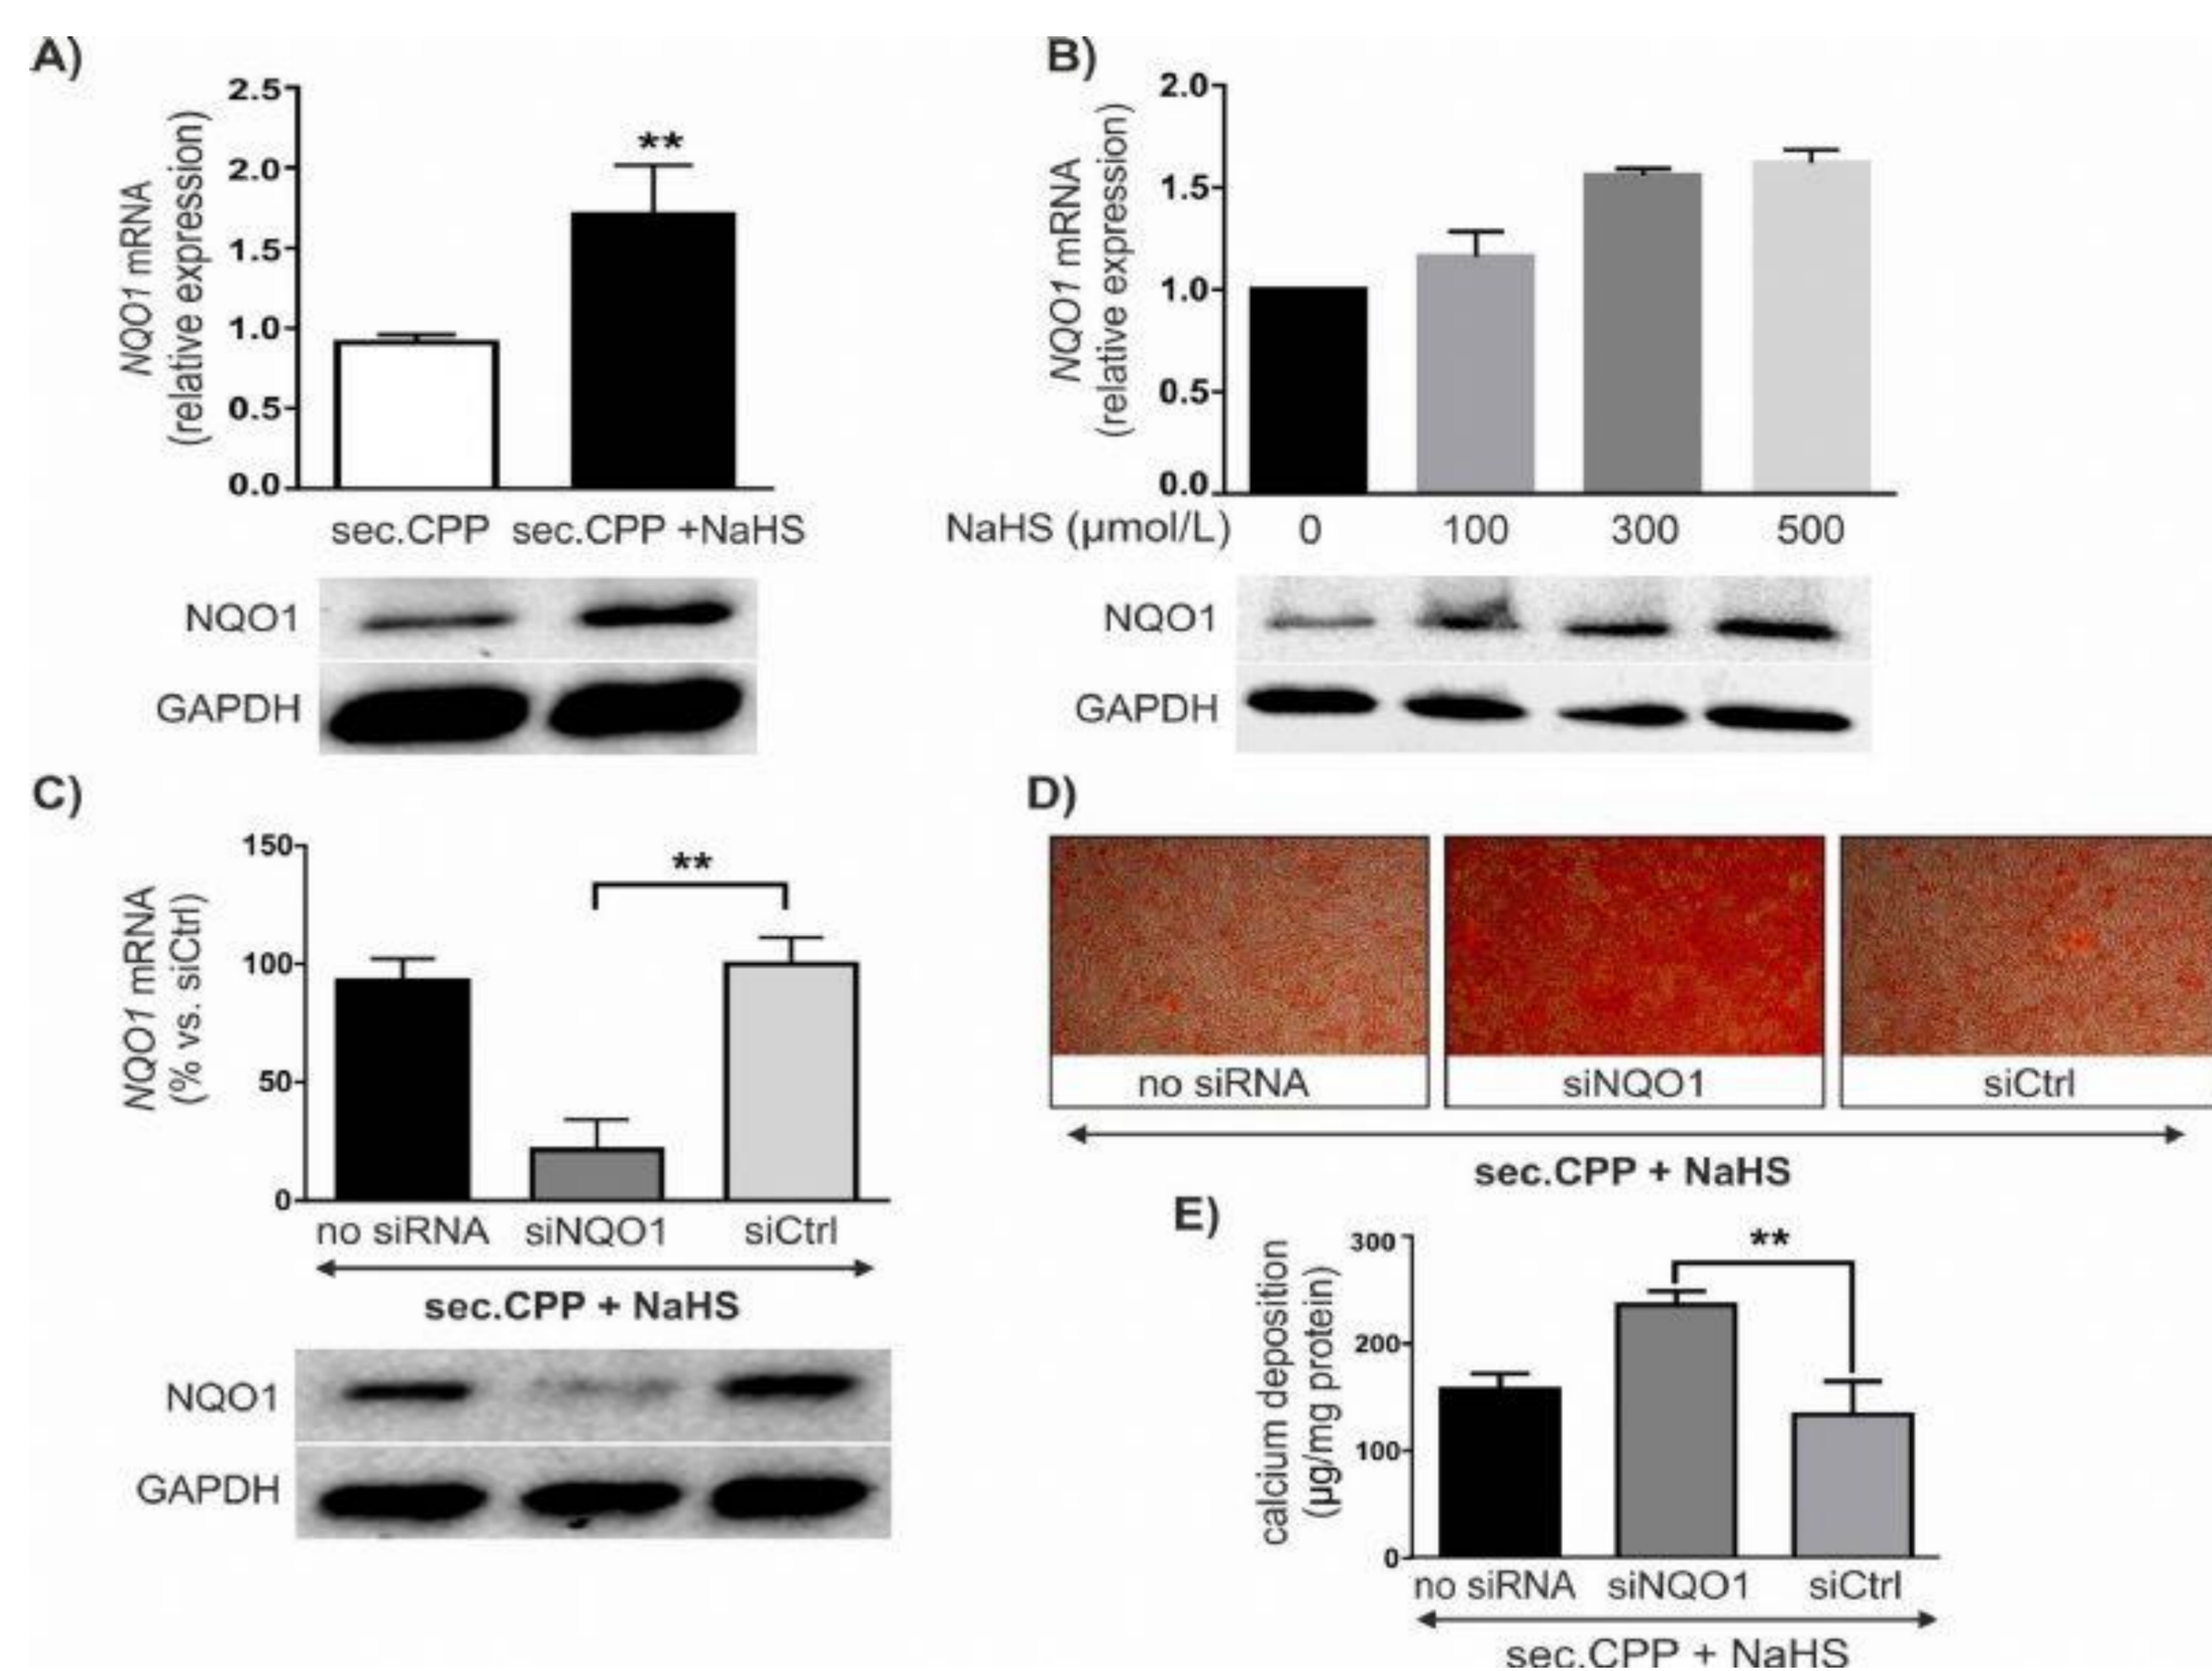 A)
NQO1 mRNA
(relative expression)
2.5
2.0
1.5
1.0
0.5
0.0
**
sec.CPP sec.CPP +NaHS
NQO1
GAPDH
B)
NQO1 mRNA
(relative expression)
2.0
1.5
1.0
0.5
0.0
NaHS (µmol/L) 0 100 300 500
NQO1
GAPDH
C)
NQO1 mRNA
(% vs. siCtrl)
150
100
50
0
**
no siRNA siNQO1 siCtrl
sec.CPP + NaHS
NQO1
GAPDH
D)
no siRNA siNQO1 siCtrl
sec.CPP + NaHS
E)
calcium deposition
(µg/mg protein)
300
200
100
0
**
no siRNA siNQO1 siCtrl
sec.CPP + NaHS